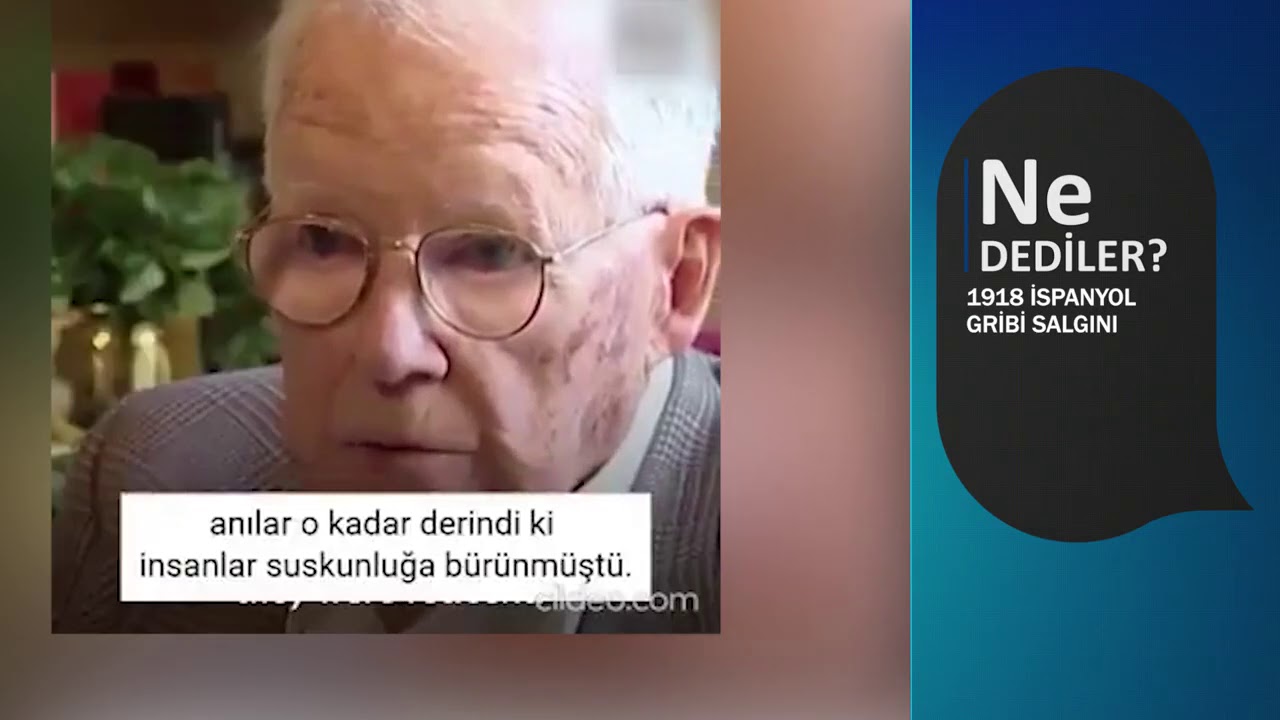 anılar o kadar derindi ki
insanlar suskunluğa bürünmüştü.
Ne
DEDİLER?
1918 İSPANYOL
GRİBİ SALGINI